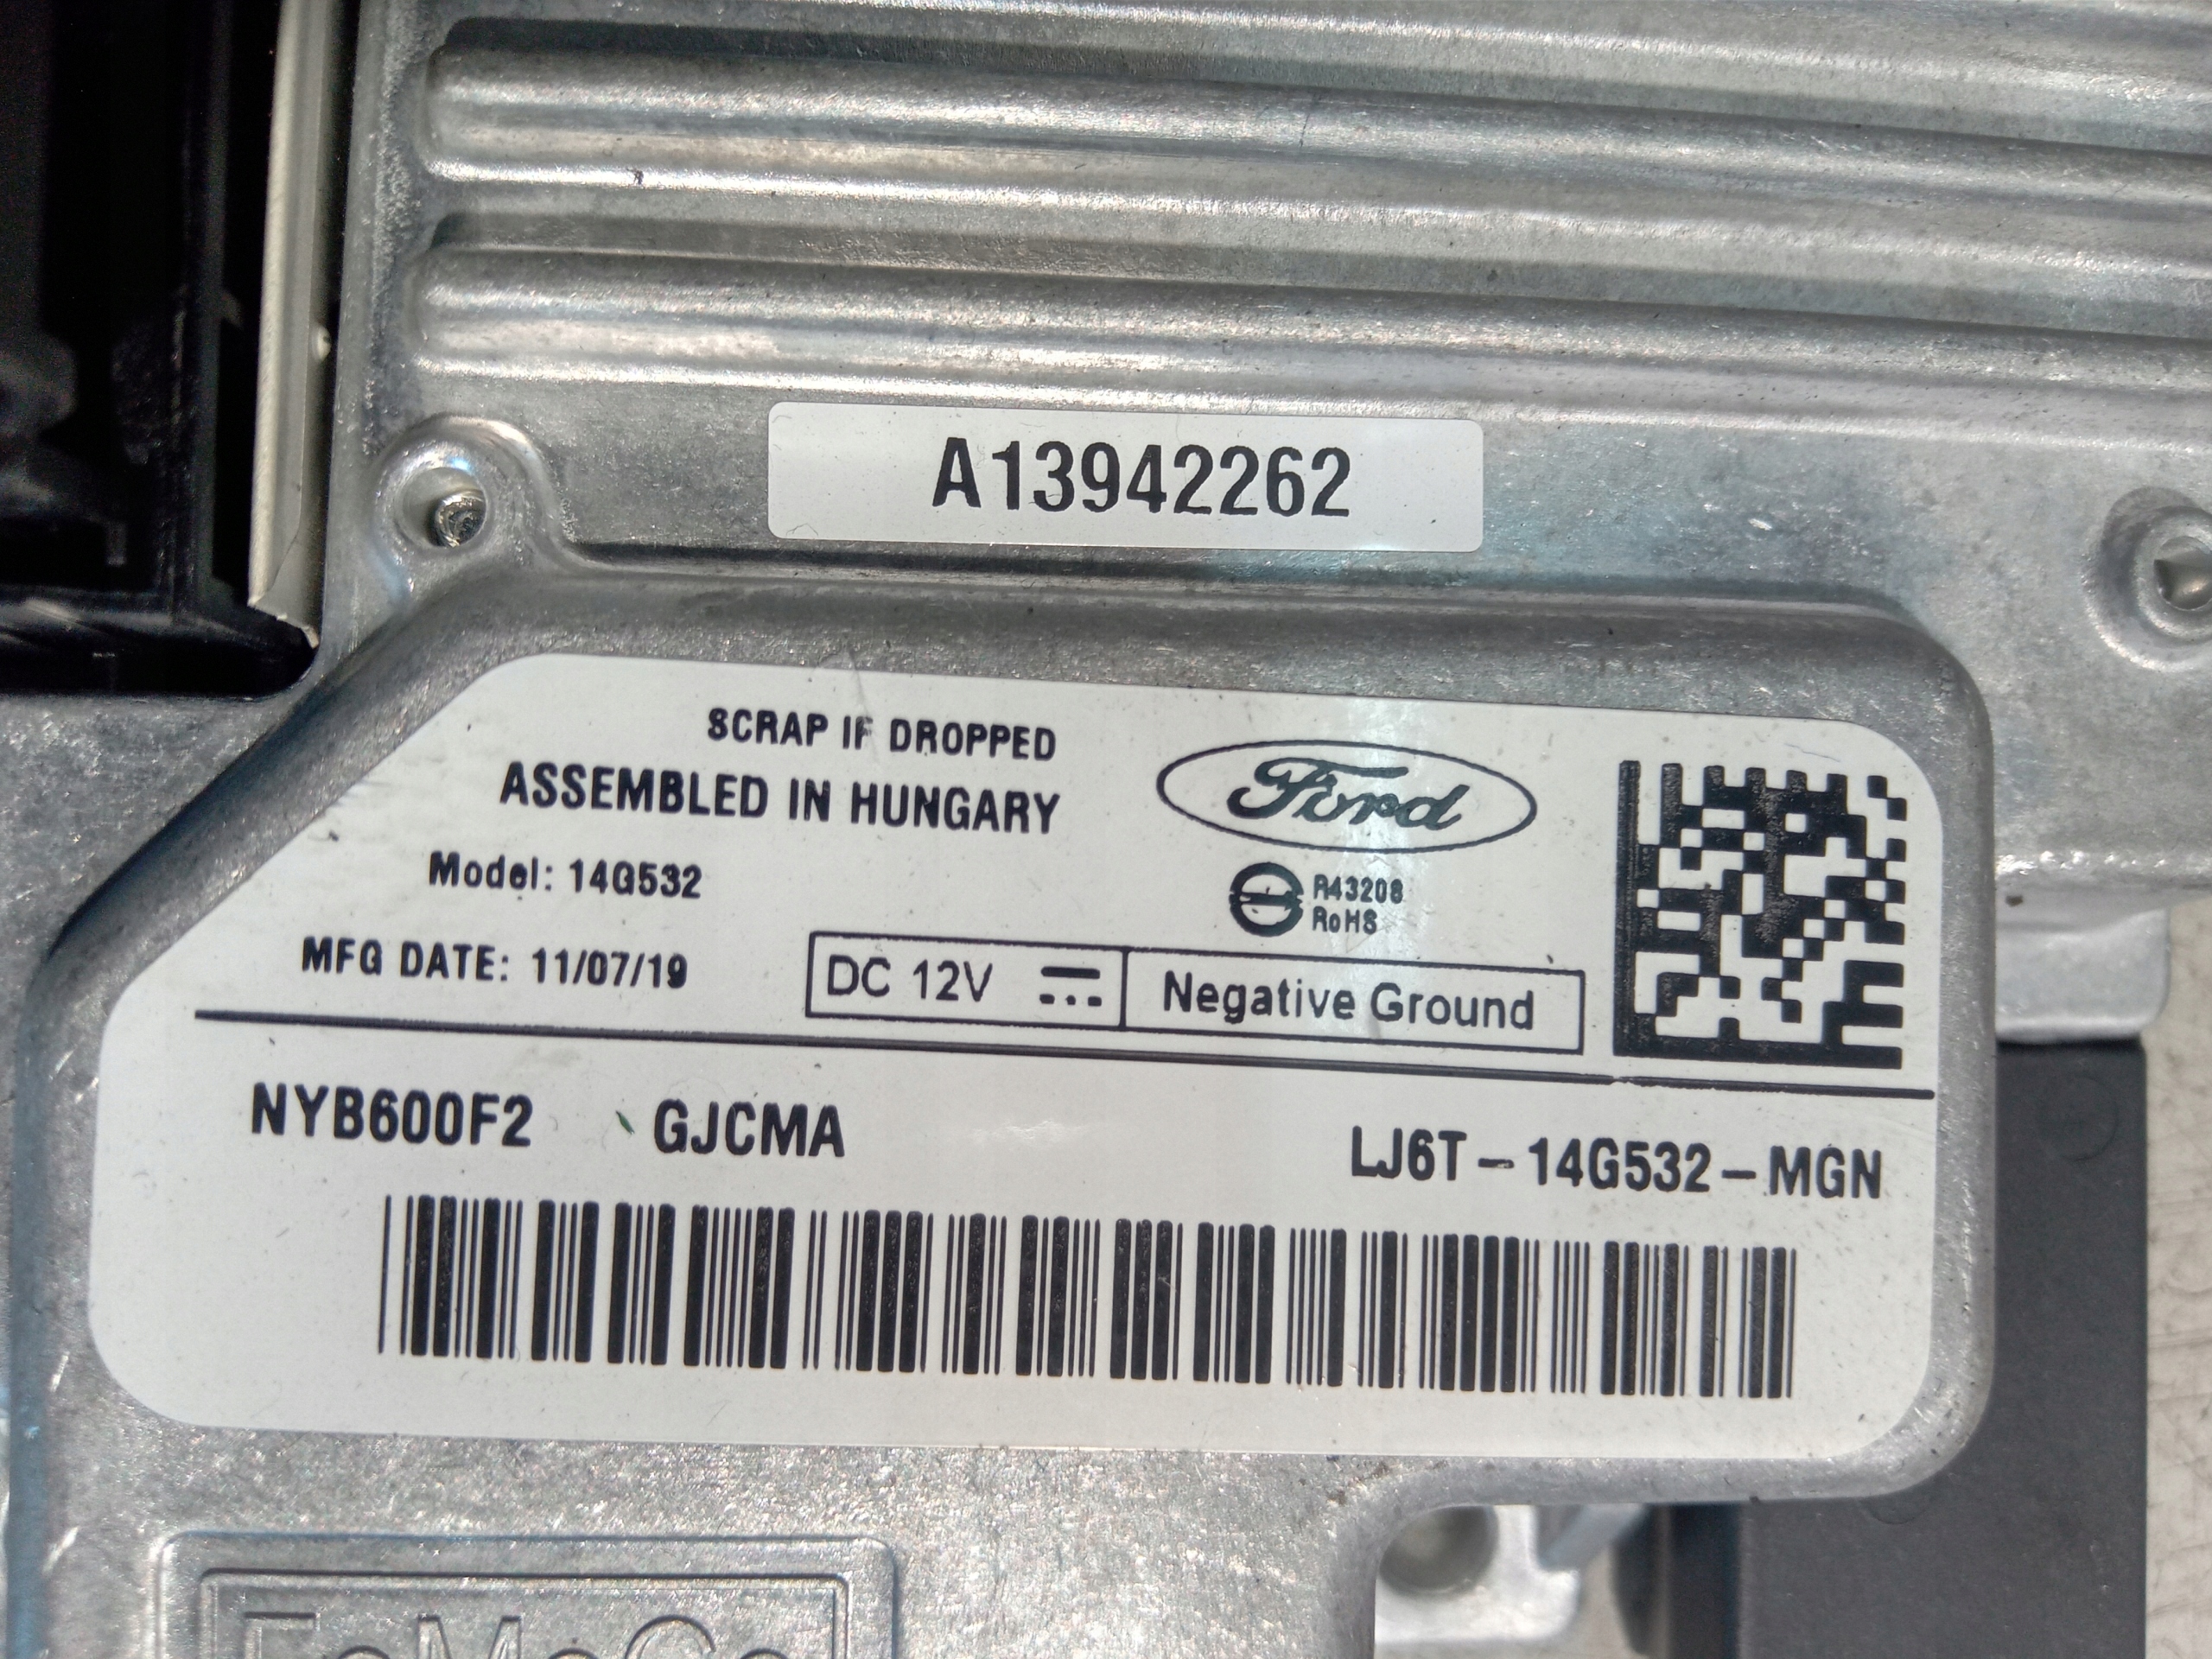 A13942262
SCRAP IF DROPPED
ASSEMBLED IN HUNGARY
Ford
Model: 14G532
R43208
RoHS
MFG DATE: 11/07/19
DC 12V
Negative Ground
NYB600F2 GJCMA LJ6T-14G532-MGN
FoMoCo